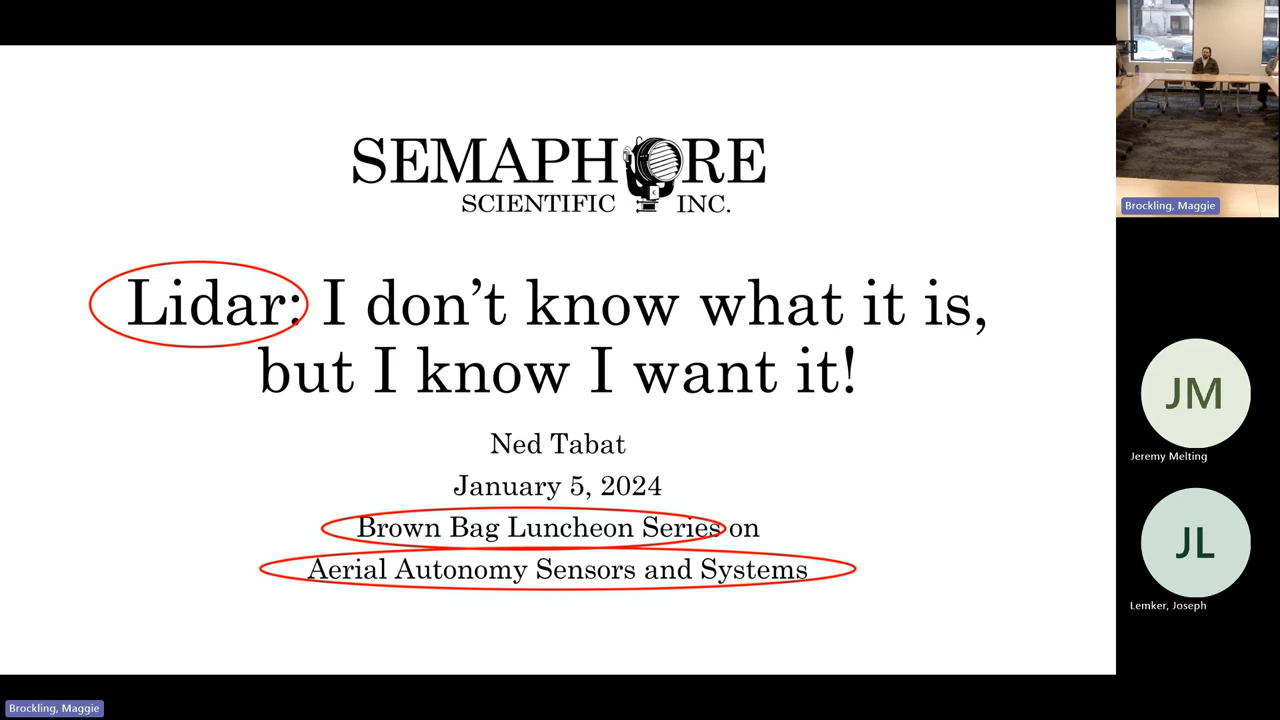 SEMAPHORE
SCIENTIFIC INC.
Lidar: I don't know what it is,
but I know I want it!
Ned Tabat
January 5, 2024
Brown Bag Luncheon Series on
Aerial Autonomy Sensors and Systems
Brockling, Maggie
JM
Jeremy Melting
JL
Lemker, Joseph
Brockling, Maggie